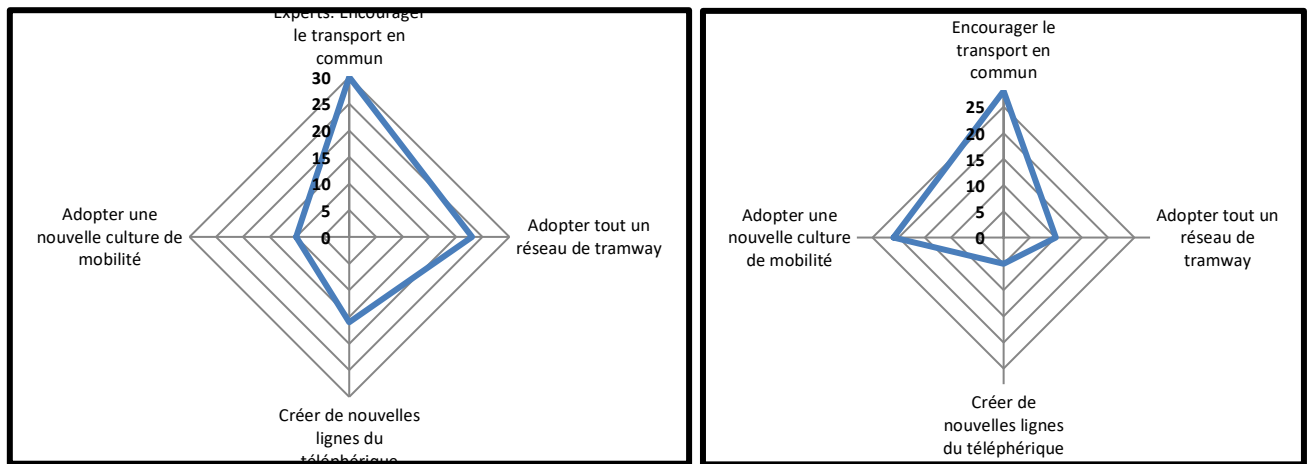 Experts: Encourager
le transport en
commun
30
25
20
15
10
5
0
Adopter une
nouvelle culture de
mobilité
Adopter tout un
réseau de tramway
Créer de nouvelles
lignes du
téléphérique
Encourager le
transport en
commun
25
20
15
10
5
0
Adopter une
nouvelle culture
de mobilité
Adopter tout un
réseau de
tramway
Créer de
nouvelles lignes
du téléphérique